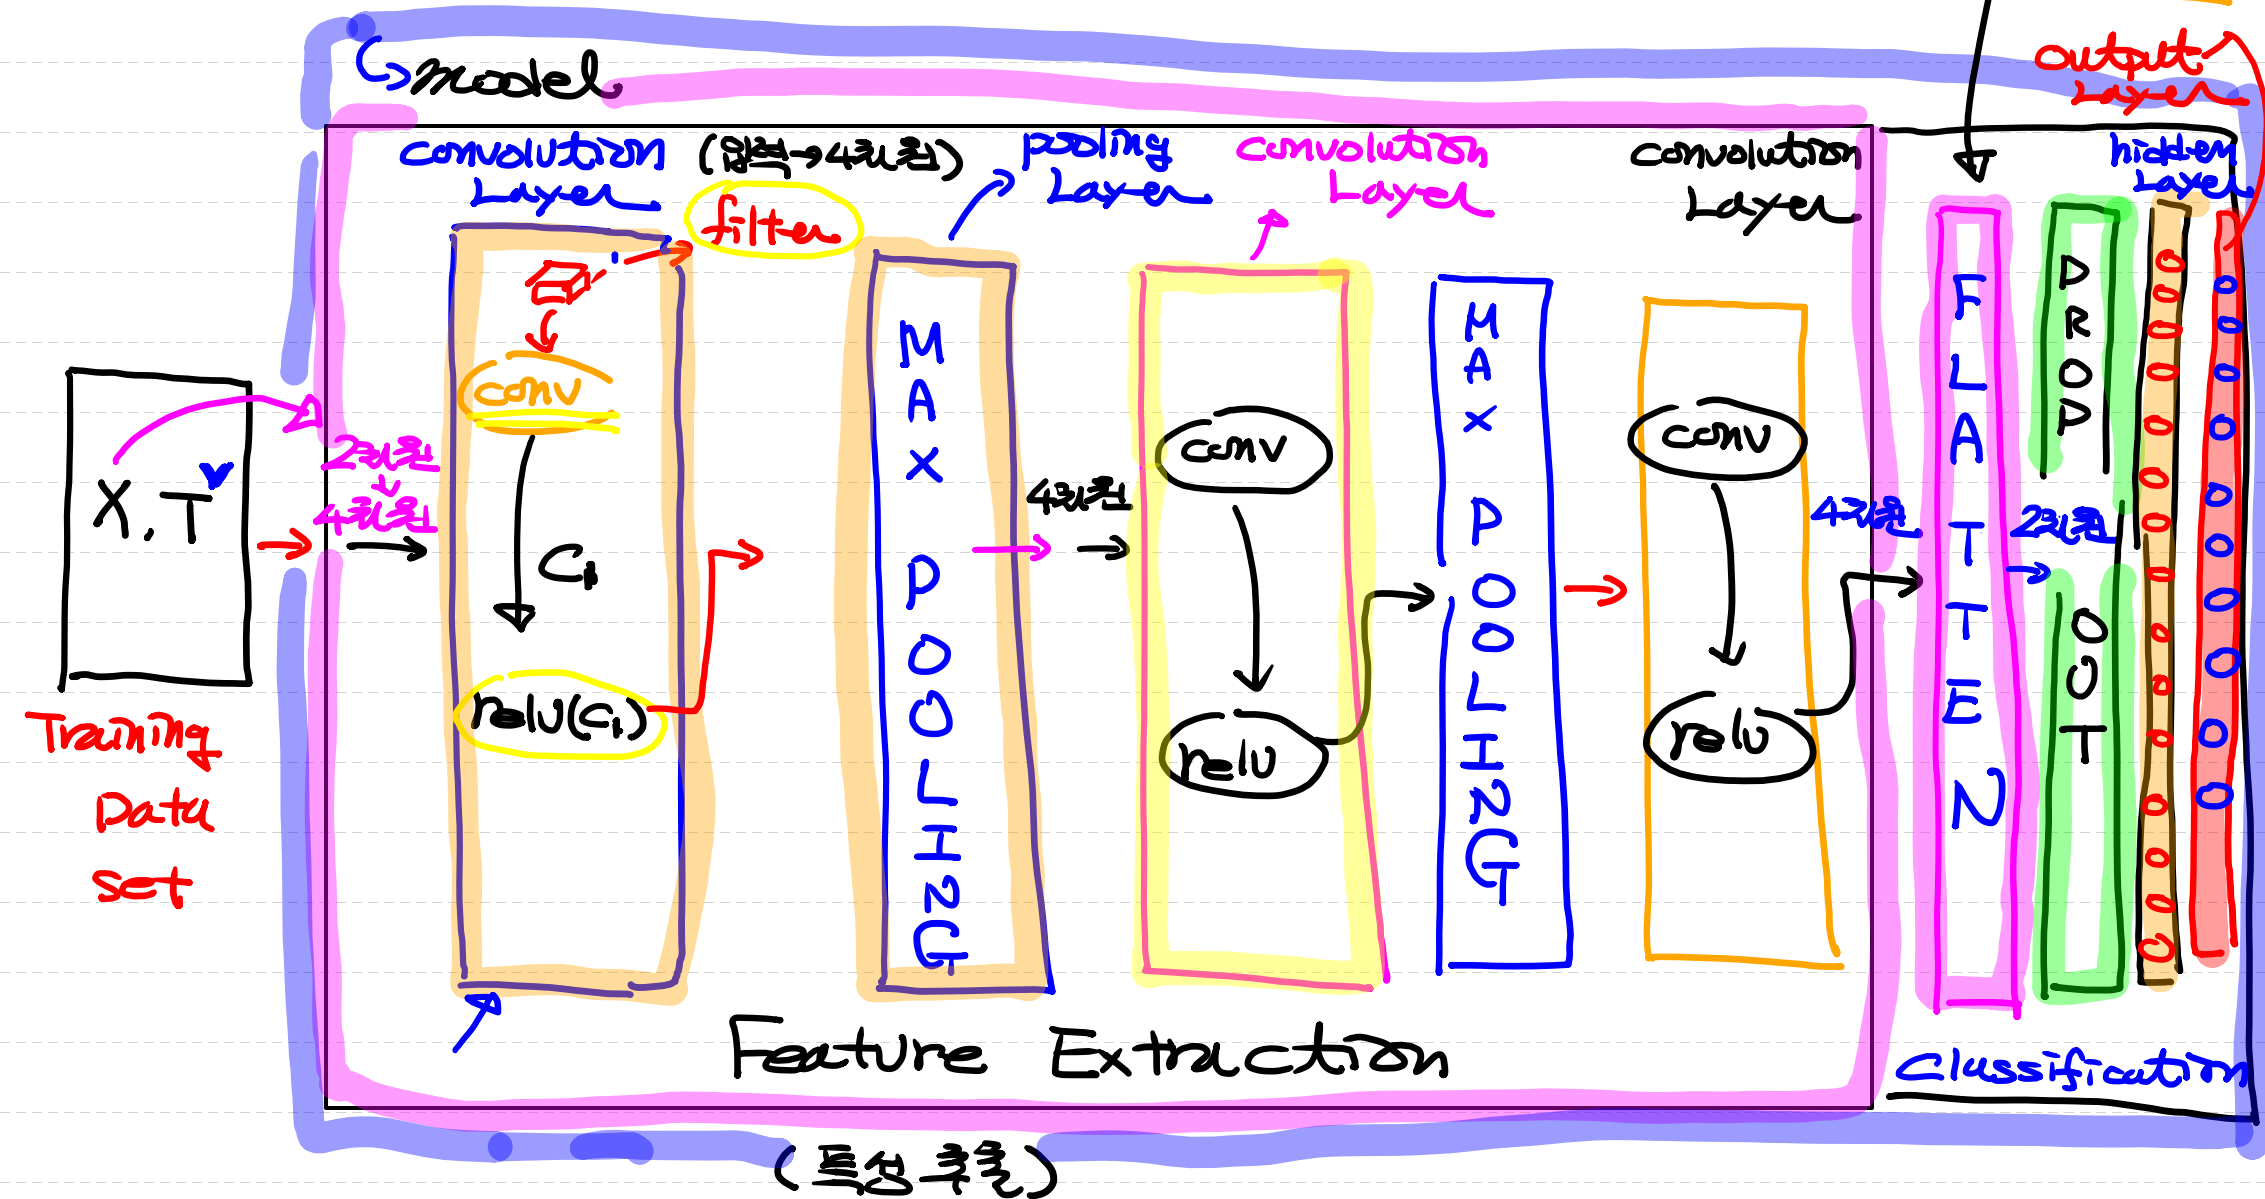 model
output
Layer
convolution
Layer
(입력→4차원)
filter
pooling
Layer
convolution
Layer
convolution
Layer
hidden
Layer
X, T
Training
Data
set
2차원
4차원
conv
C₁
relu(C₁)
MAX POOLING
4차원
conv
relu
MAX POOLING
conv
relu
4차원
FLATTEN
2차원
DROP OUT
Feature Extraction
(특성추출)
Classification